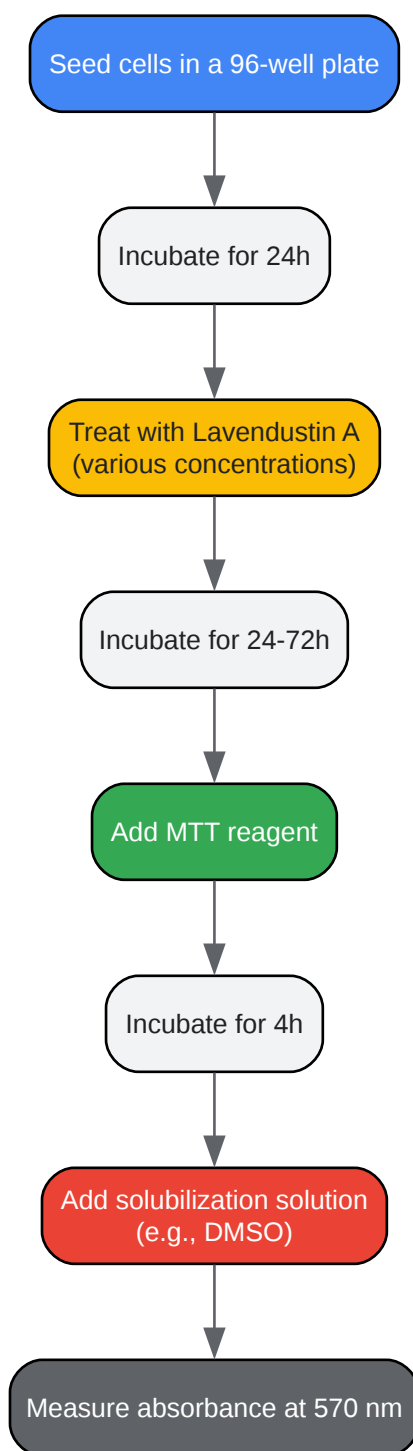 Seed cells in a 96-well plate
Incubate for 24h
Treat with Lavendustin A
(various concentrations)
Incubate for 24-72h
Add MTT reagent
Incubate for 4h
Add solubilization solution
(e.g., DMSO)
Measure absorbance at 570 nm